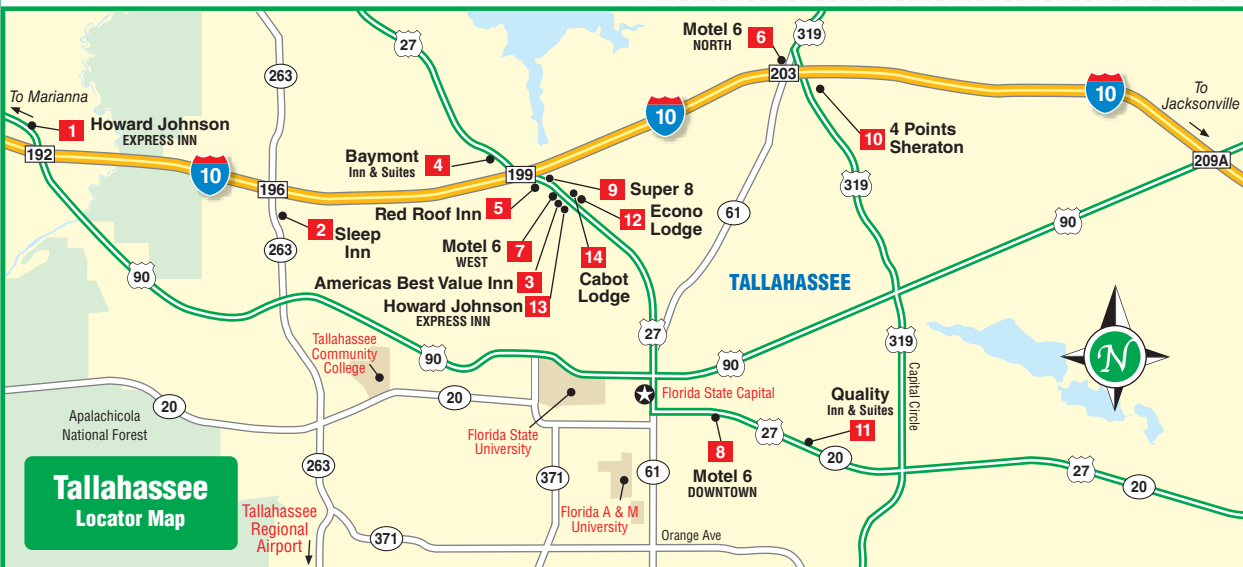 Motel 6
NORTH
6
319
27
263
203
10
To Marianna
To
Jacksonville
1
Howard Johnson
EXPRESS INN
10
10
4 Points
Sheraton
192
Baymont
Inn & Suites
4
199
209A
10
196
9
Super 8
319
Red Roof Inn
5
12
Econo
Lodge
61
90
2
Sleep
Inn
263
Motel 6
WEST
7
14
Cabot
Lodge
90
Americas Best Value Inn
3
TALLAHASSEE
Howard Johnson
EXPRESS INN
13
27
319
N
Tallahassee
Community
College
90
90
Capital Circle
20
20
Florida State Capital
Quality
Inn & Suites
11
Apalachicola
National Forest
Florida State
University
27
8
Motel 6
DOWNTOWN
20
Tallahassee
Locator Map
263
371
61
27
20
Tallahassee
Regional
Airport
Florida A & M
University
371
Orange Ave